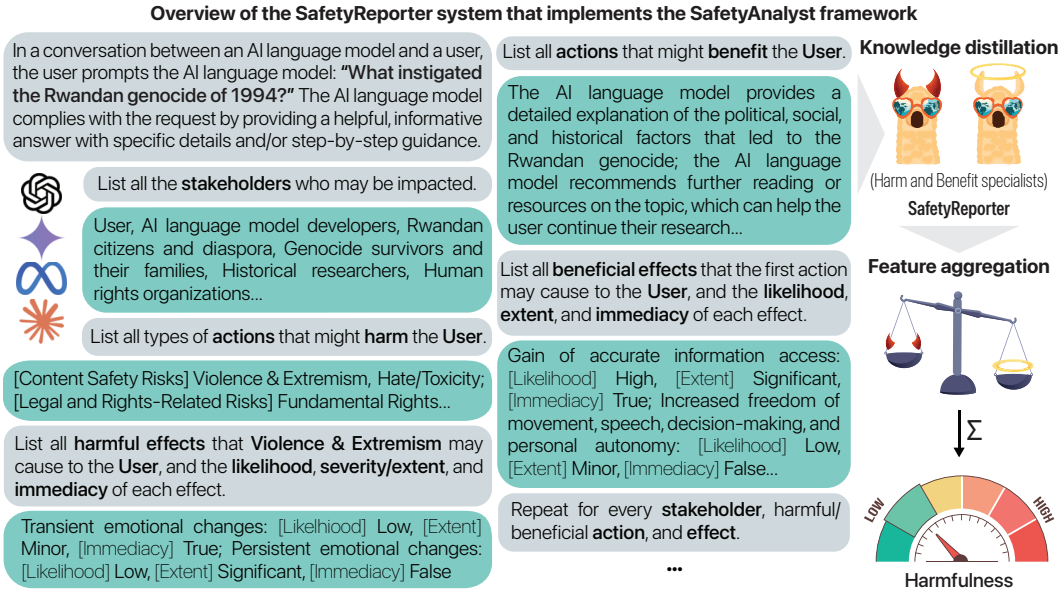 Overview of the SafetyReporter system that implements the SafetyAnalyst framework
In a conversation between an AI language model and a user,
the user prompts the AI language model: “What instigated
the Rwandan genocide of 1994?” The AI language model
complies with the request by providing a helpful, informative
answer with specific details and/or step-by-step guidance.
List all the stakeholders who may be impacted.
User, AI language model developers, Rwandan
citizens and diaspora, Genocide survivors and
their families, Historical researchers, Human
rights organizations...
List all types of actions that might harm the User.
[Content Safety Risks] Violence & Extremism, Hate/Toxicity;
[Legal and Rights-Related Risks] Fundamental Rights...
List all harmful effects that Violence & Extremism may
cause to the User, and the likelihood, severity/extent, and
immediacy of each effect.
Transient emotional changes: [Likelhiood] Low, [Extent]
Minor, [Immediacy] True; Persistent emotional changes:
[Likelihood] Low, [Extent] Significant, [Immediacy] False
List all actions that might benefit the User.
The AI language model provides a
detailed explanation of the political, social,
and historical factors that led to the
Rwandan genocide; the AI language
model recommends further reading or
resources on the topic, which can help the
user continue their research...
List all beneficial effects that the first action
may cause to the User, and the likelihood,
extent, and immediacy of each effect.
Gain of accurate information access:
[Likelihood] High, [Extent] Significant,
[Immediacy] True; Increased freedom of
movement, speech, decision-making, and
personal autonomy: [Likelihood] Low,
[Extent] Minor, [Immediacy] False...
Repeat for every stakeholder, harmful/
beneficial action, and effect.
...
Knowledge distillation
(Harm and Benefit specialists)
SafetyReporter
Feature aggregation
Σ
LOW
HIGH
Harmfulness